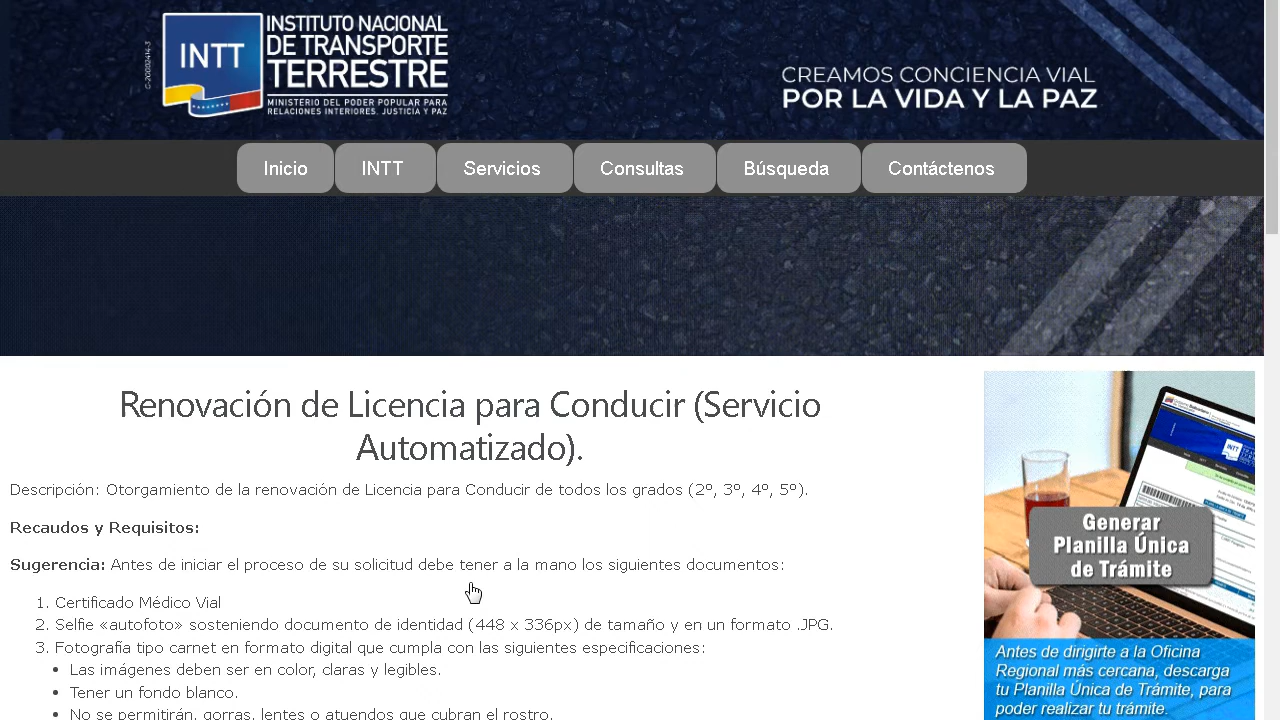 G-20002414-3
INTT
INSTITUTO NACIONAL
DE TRANSPORTE
TERRESTRE
MINISTERIO DEL PODER POPULAR PARA
RELACIONES INTERIORES, JUSTICIA Y PAZ
CREAMOS CONCIENCIA VIAL
POR LA VIDA Y LA PAZ
Inicio
INTT
Servicios
Consultas
Búsqueda
Contáctenos
Renovación de Licencia para Conducir (Servicio
Automatizado).
Descripción: Otorgamiento de la renovación de Licencia para Conducir de todos los grados (2º, 3º, 4º, 5º).
Recaudos y Requisitos:
Sugerencia: Antes de iniciar el proceso de su solicitud debe tener a la mano los siguientes documentos:
1. Certificado Médico Vial
2. Selfie «autofoto» sosteniendo documento de identidad (448 x 336px) de tamaño y en un formato .JPG.
3. Fotografía tipo carnet en formato digital que cumpla con las siguientes especificaciones:
• Las imágenes deben ser en color, claras y legibles.
• Tener un fondo blanco.
• No se permitirán, gorras, lentes
en el rostro.
INTT
Generar
Planilla Única
de Trámite
Antes de dirigirte a la Oficina
Regional más cercana, descarga
tu Planilla Única de Trámite, para
poder realizar tu trámite.